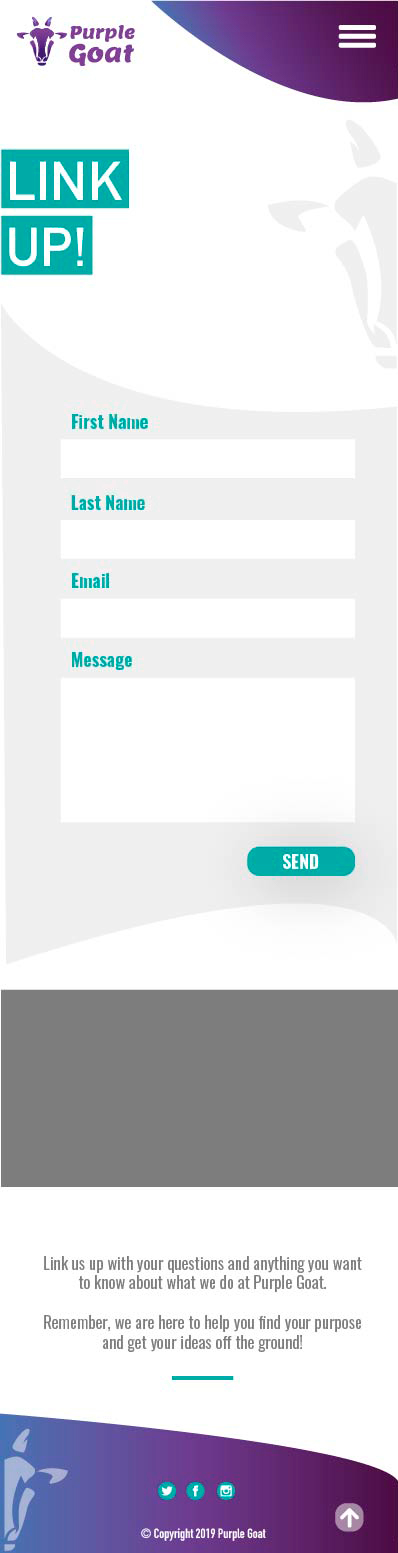 Purple
Goat
LINK
UP!
First Name
Last Name
Email
Message
SEND
Link us up with your questions and anything you want
to know about what we do at Purple Goat.
Remember, we are here to help you find your purpose
and get your ideas off the ground!
© Copyright 2019 Purple Goat